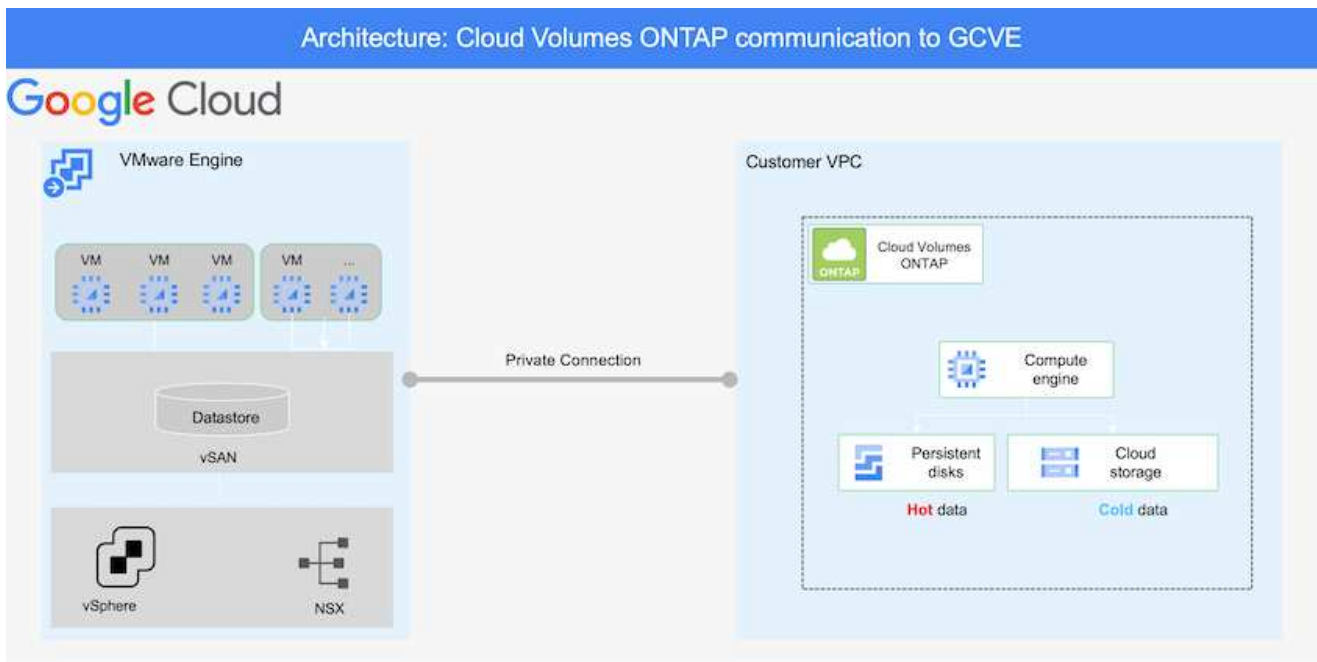 Architecture: Cloud Volumes ONTAP communication to GCVE
Google Cloud
VMware Engine
VM VM VM VM ...
Datastore
vSAN
vSphere
NSX
Private Connection
Customer VPC
ONTAP
Cloud Volumes
ONTAP
Compute
engine
Persistent
disks
Hot data
Cloud
storage
Cold data